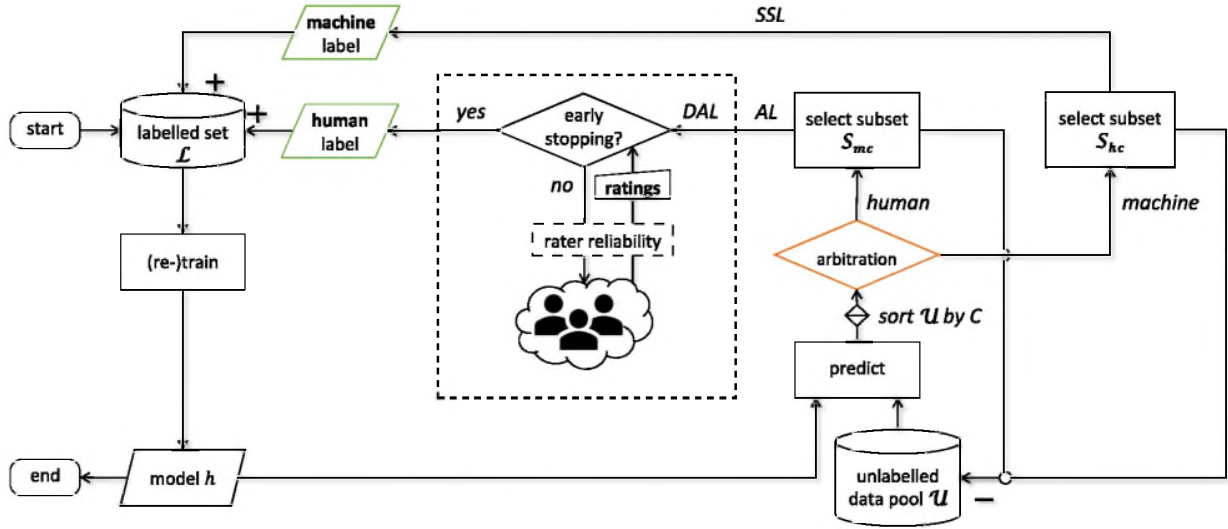 SSL
machine
label
+
+
start
labelled set
ℒ
human
label
yes
early
stopping?
DAL
AL
select subset
S_mc
select subset
S_hc
no
ratings
human
machine
rater reliability
(re-)train
arbitration
sort 𝒰 by C
predict
end
model h
unlabelled
data pool 𝒰
−